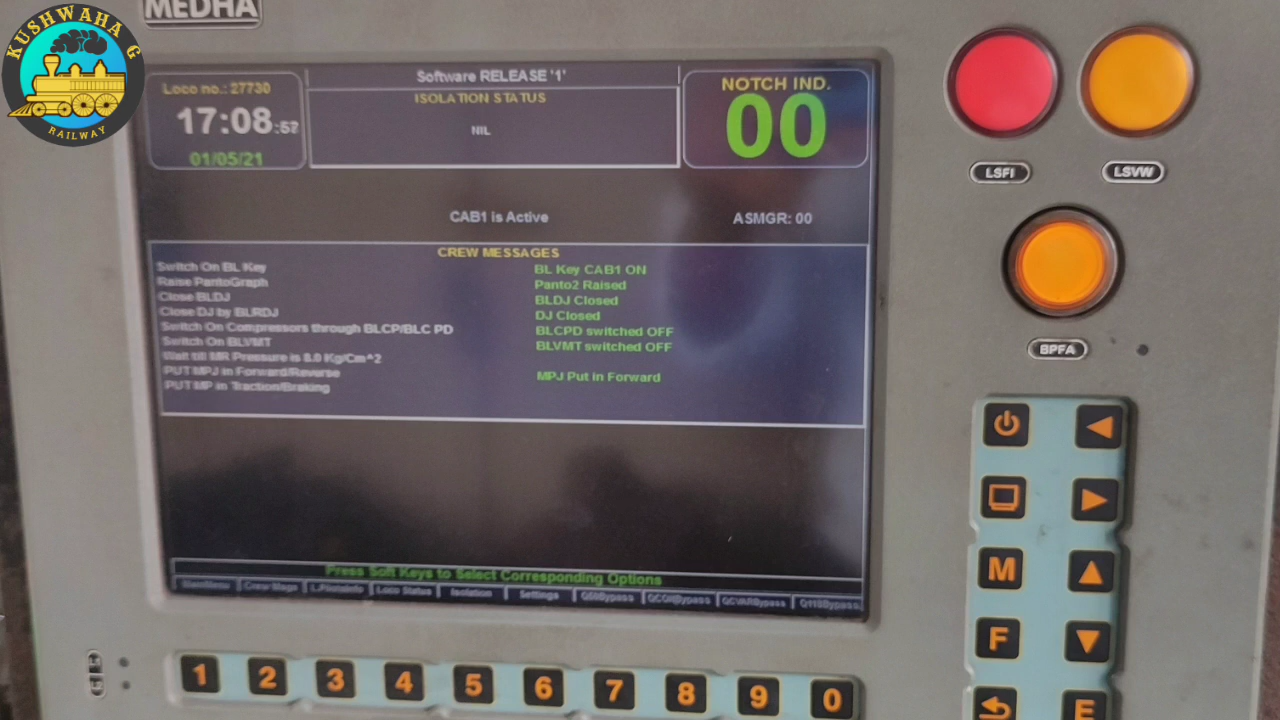 KUSHWAHA G
RAILWAY
MEDHA
Loco no.: 27730
17:08:57
01/05/21
Software RELEASE '1'
ISOLATION STATUS
NIL
NOTCH IND.
00
LSFI
LSVW
CAB1 is Active
ASMGR: 00
CREW MESSAGES
Switch On BL Key BL Key CAB1 ON
Raise PantoGraph Panto2 Raised
Close BLDJ BLDJ Closed
Close DJ by BLRDJ DJ Closed
Switch On Compressors through BLCP/BLC PD BLCPD switched OFF
Switch On BLVMT BLVMT switched OFF
Wait till MR Pressure is 8.0 Kg/Cm^2
PUT MPJ in Forward/Reverse MPJ Put in Forward
PUT MP in Traction/Braking
BPFA
Press Soft Keys to Select Corresponding Options
MainMenu Crew Msgs Loco Status Isolation Settings Q50Bypass QCVARBypass Q118Bypass
M
F
E
1 2 3 4 5 6 7 8 9 0